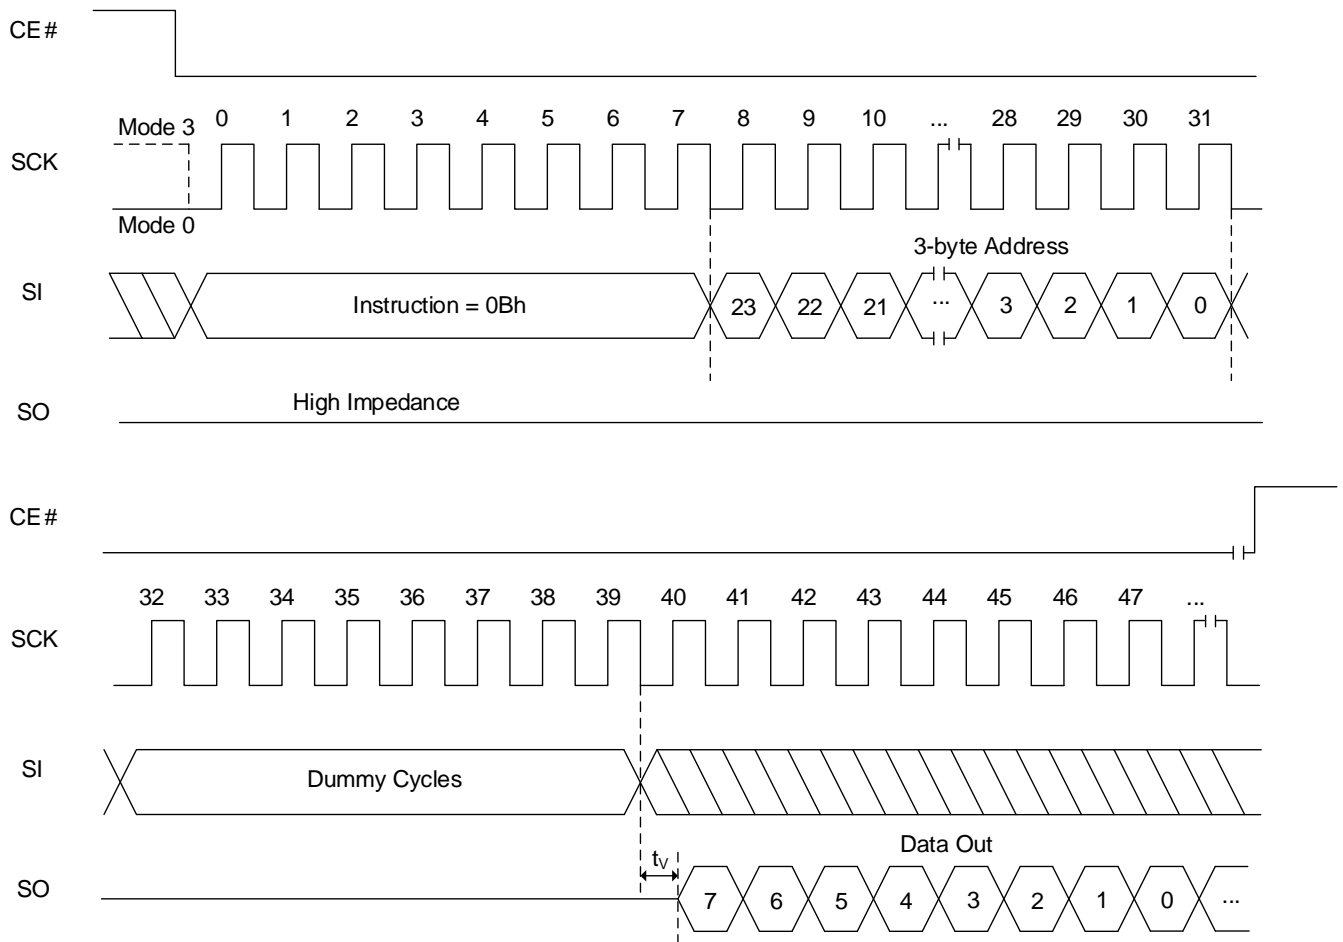 CE#
Mode 3 0 1 2 3 4 5 6 7 8 9 10 ... 28 29 30 31
SCK
Mode 0
3-byte Address
SI Instruction = 0Bh 23 22 21 ... 3 2 1 0
High Impedance
SO
CE#
32 33 34 35 36 37 38 39 40 41 42 43 44 45 46 47 ...
SCK
SI Dummy Cycles
Data Out
tV
SO 7 6 5 4 3 2 1 0 ...